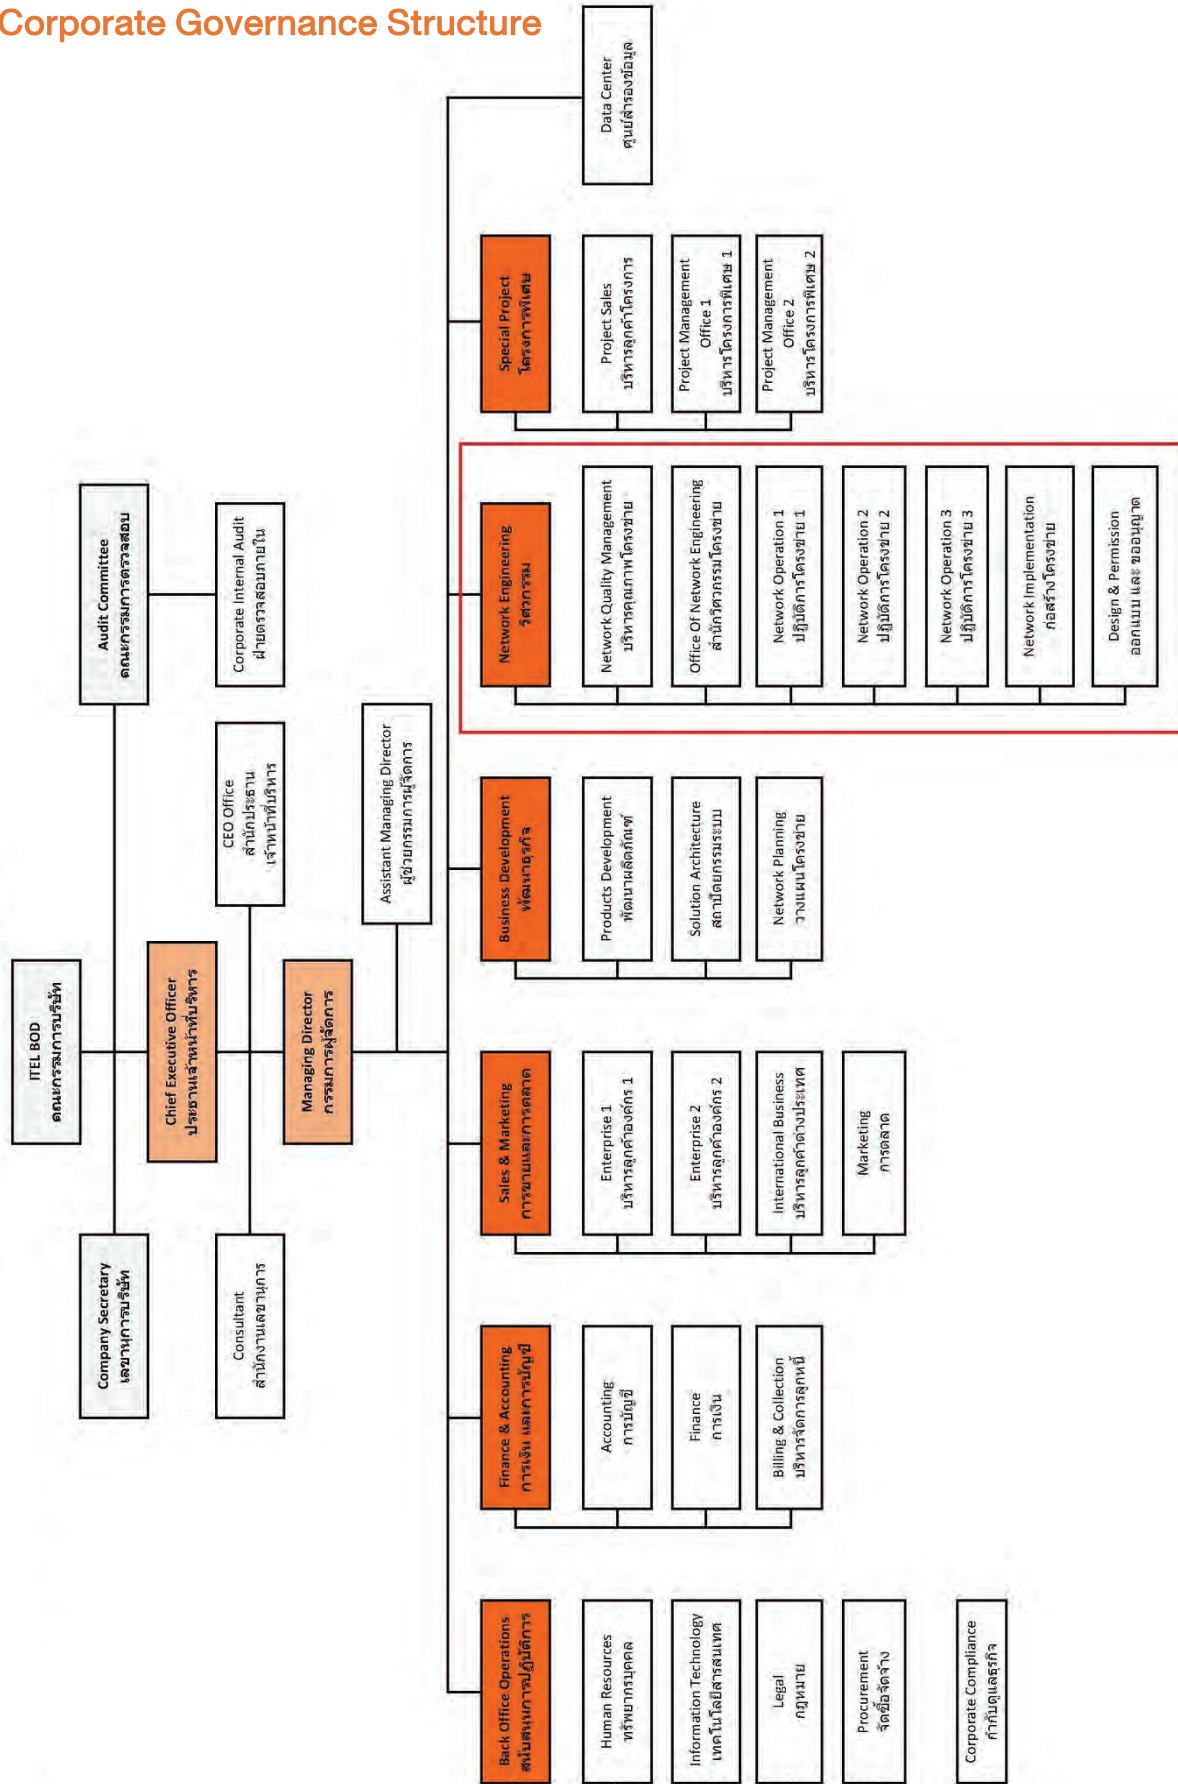 Corporate Governance Structure
ITEL BOD
คณะกรรมการบริษัท
Company Secretary
เลขานุการบริษัท
Audit Committee
คณะกรรมการตรวจสอบ
Chief Executive Officer
ประธานเจ้าหน้าที่บริหาร
Consultant
สำนักงานเลขานุการ
CEO Office
สำนักประธาน
เจ้าหน้าที่บริหาร
Corporate Internal Audit
ฝ่ายตรวจสอบภายใน
Managing Director
กรรมการผู้จัดการ
Assistant Managing Director
ผู้ช่วยกรรมการผู้จัดการ
Back Office Operations
สนับสนุนการปฏิบัติการ
Human Resources
ทรัพยากรบุคคล
Information Technology
เทคโนโลยีสารสนเทศ
Legal
กฎหมาย
Procurement
จัดซื้อจัดจ้าง
Corporate Compliance
กำกับดูแลธุรกิจ
Finance & Accounting
การเงิน และการบัญชี
Accounting
การบัญชี
Finance
การเงิน
Billing & Collection
บริหารจัดการลูกหนี้
Sales & Marketing
การขายและการตลาด
Enterprise 1
บริหารลูกค้าองค์กร 1
Enterprise 2
บริหารลูกค้าองค์กร 2
International Business
บริหารลูกค้าต่างประเทศ
Marketing
การตลาด
Business Development
พัฒนาธุรกิจ
Products Development
พัฒนาผลิตภัณฑ์
Solution Architecture
สถาปัตยกรรมระบบ
Network Planning
วางแผนโครงข่าย
Network Engineering
วิศวกรรม
Network Quality Management
บริหารคุณภาพโครงข่าย
Office Of Network Engineering
สำนักวิศวกรรมโครงข่าย
Network Operation 1
ปฏิบัติการโครงข่าย 1
Network Operation 2
ปฏิบัติการโครงข่าย 2
Network Operation 3
ปฏิบัติการโครงข่าย 3
Network Implementation
ก่อสร้างโครงข่าย
Design & Permission
ออกแบบ และ ขออนุญาต
Special Project
โครงการพิเศษ
Project Sales
บริหารลูกค้าโครงการ
Project Management
Office 1
บริหารโครงการพิเศษ 1
Project Management
Office 2
บริหารโครงการพิเศษ 2
Data Center
ศูนย์สำรองข้อมูล